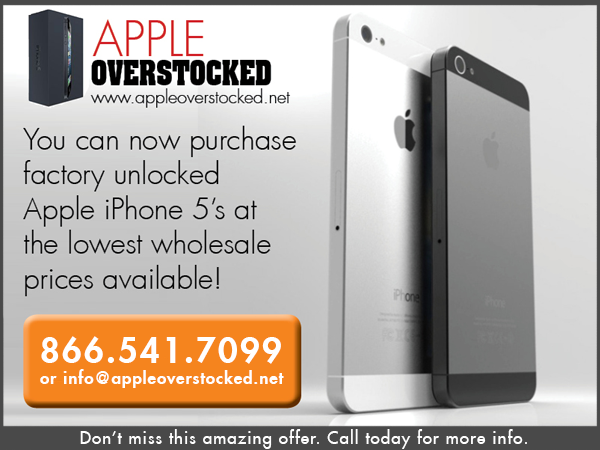 APPLE
OVERSTOCKED
www.appleoverstocked.net
You can now purchase
factory unlocked
Apple iPhone 5's at
the lowest wholesale
prices available!
866.541.7099
or info@appleoverstocked.net
iPhone
iPhone
Don't miss this amazing offer. Call today for more info.